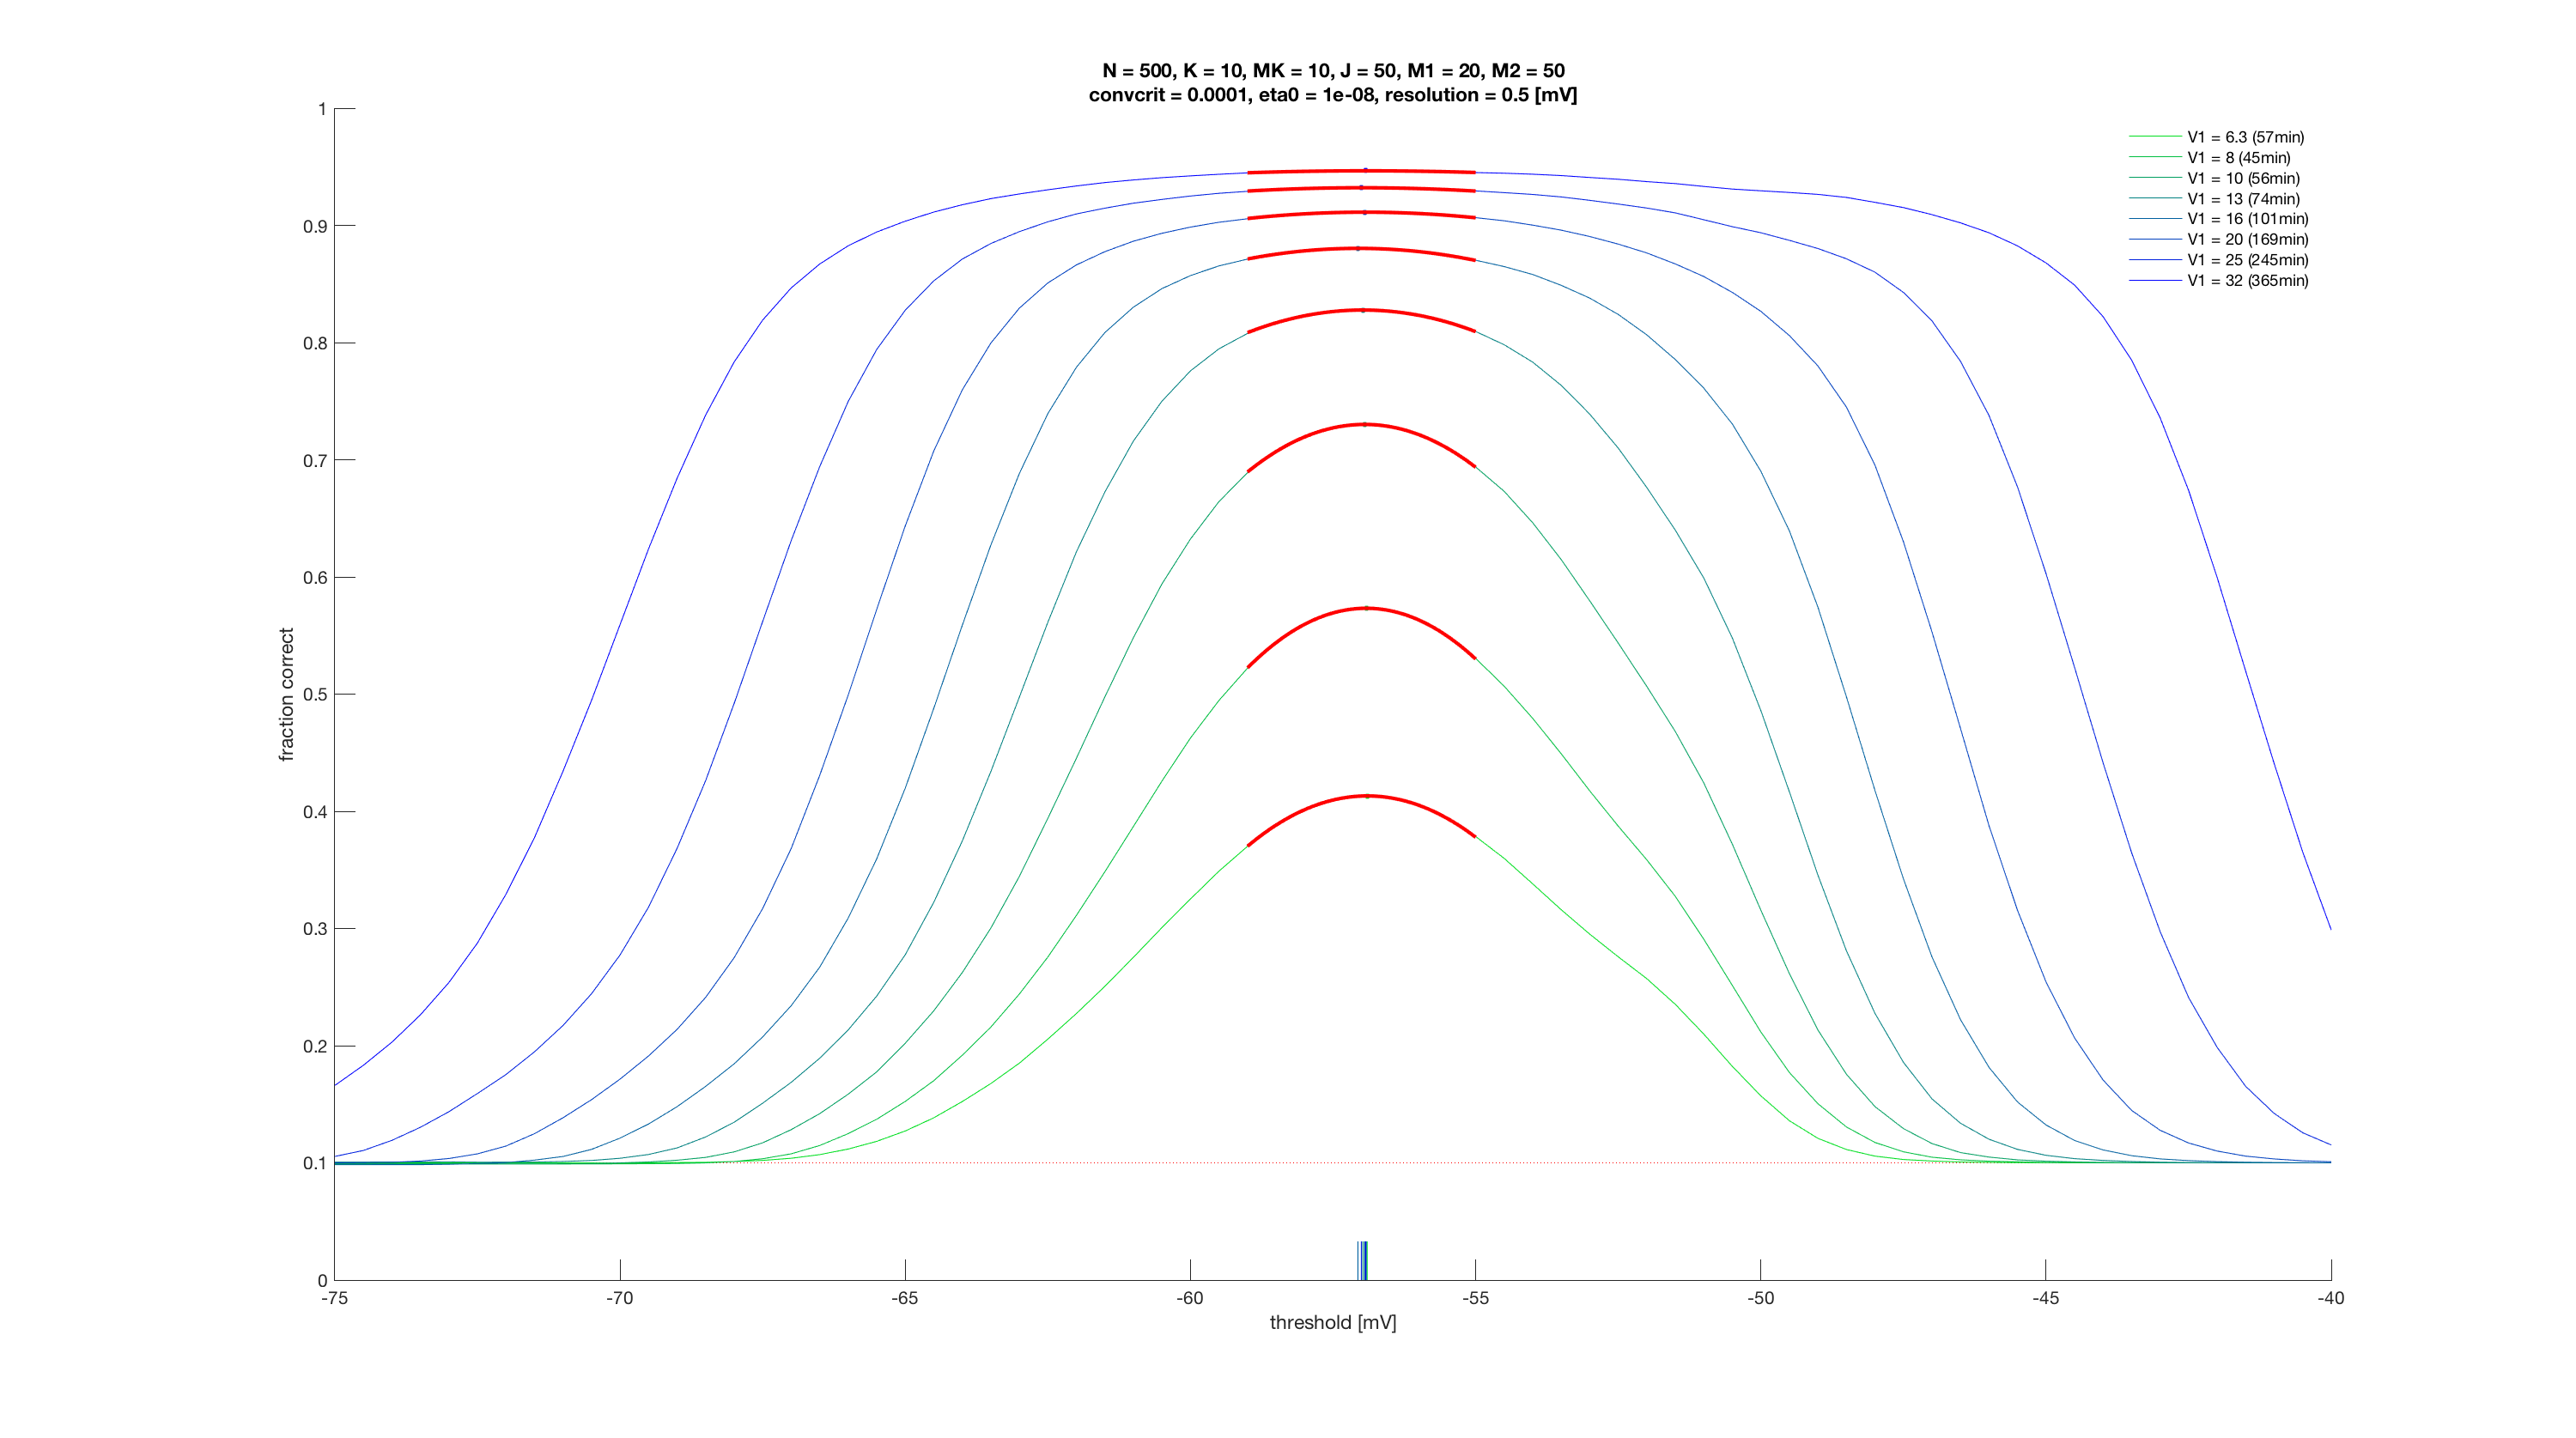 N = 500, K = 10, MK = 10, J = 50, M1 = 20, M2 = 50
convcrit = 0.0001, eta0 = 1e-08, resolution = 0.5 [mV]
V1 = 6.3 (57min)
V1 = 8 (45min)
V1 = 10 (56min)
V1 = 13 (74min)
V1 = 16 (101min)
V1 = 20 (169min)
V1 = 25 (245min)
V1 = 32 (365min)
fraction correct
1
0.9
0.8
0.7
0.6
0.5
0.4
0.3
0.2
0.1
0
-75
-70
-65
-60
-55
-50
-45
-40
threshold [mV]